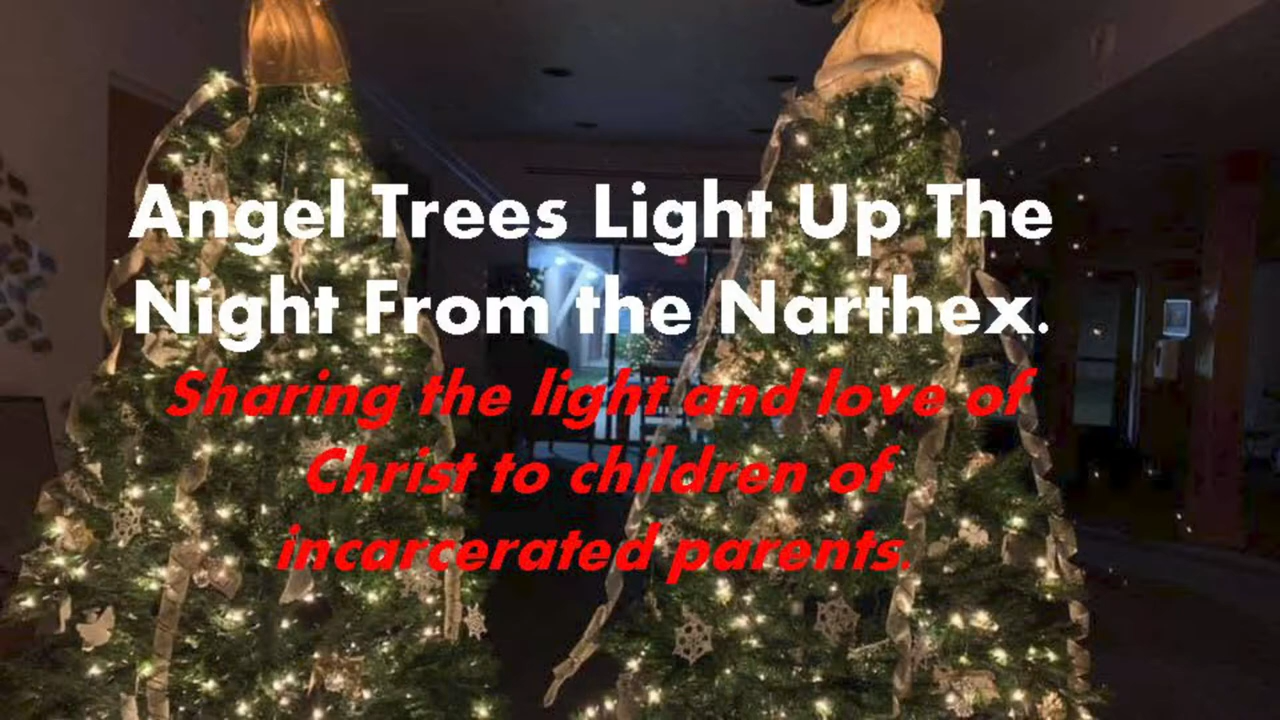 Angel Trees Light Up The
Night From the Narthex.
Sharing the light and love of
Christ to children of
incarcerated parents.